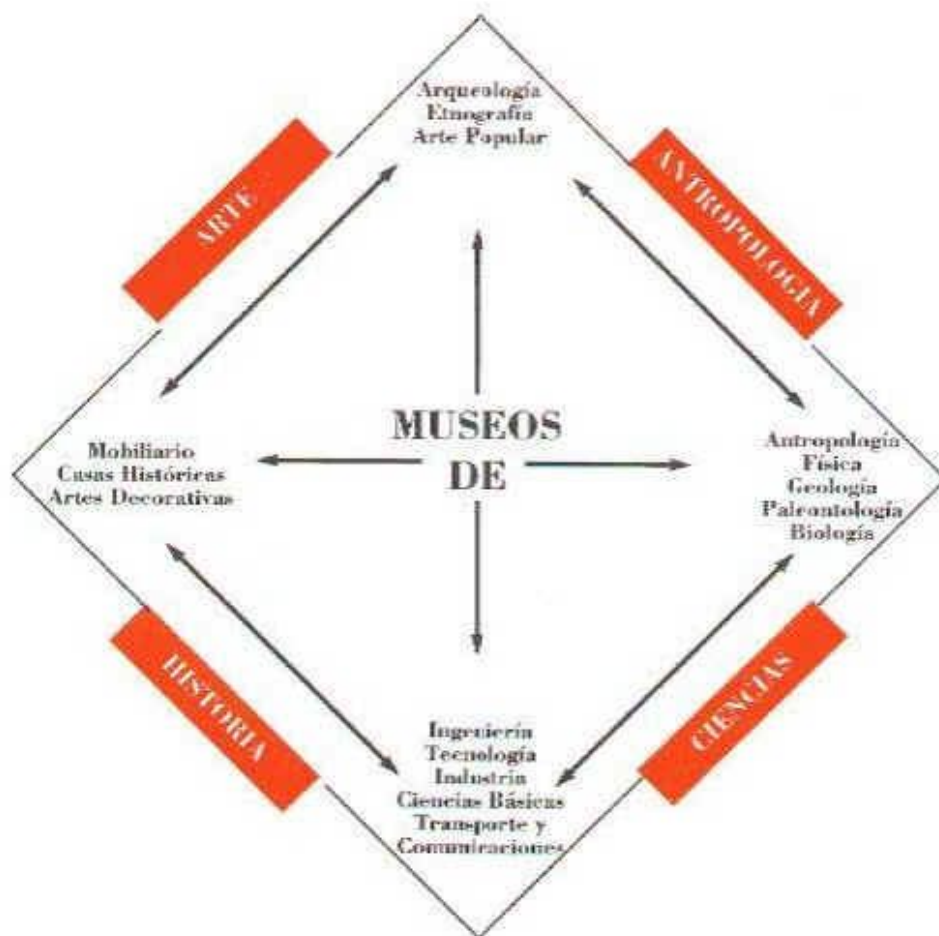 Arqueología
Etnografía
Arte Popular
ARTE
ANTROPOLOGIA
MUSEOS
DE
Mobiliario
Casas Históricas
Artes Decorativas
Antropología
Física
Geología
Paleontología
Biología
HISTORIA
CIENCIAS
Ingeniería
Tecnología
Industria
Ciencias Básicas
Transporte y
Comunicaciones